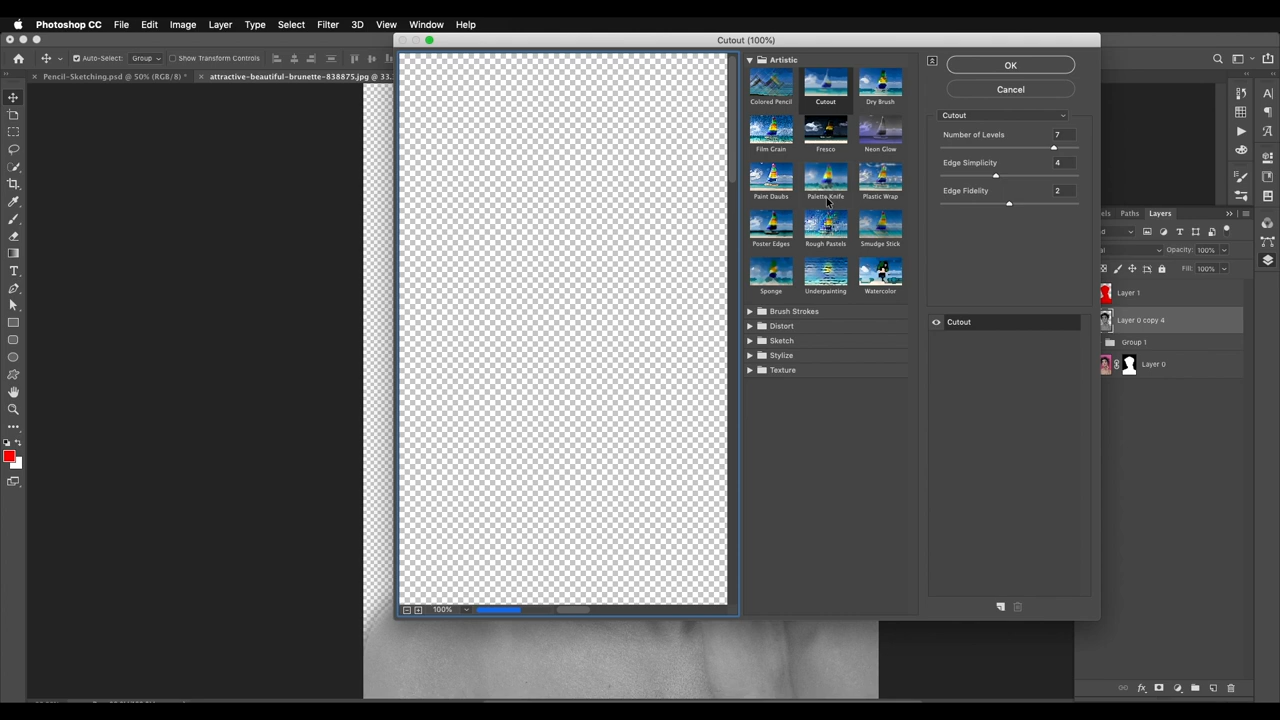 Photoshop CC File Edit Image Layer Type Select Filter 3D View Window Help
Cutout (100%)
Auto-Select: Group Show Transform Controls
Pencil-Sketching.psd @ 50% (RGB/8) * attractive-beautiful-brunette-838875.jpg @ 33.
Artistic
Colored Pencil Cutout Dry Brush
Film Grain Fresco Neon Glow
Paint Daubs Palette Knife Plastic Wrap
Poster Edges Rough Pastels Smudge Stick
Sponge Underpainting Watercolor
Brush Strokes
Distort
Sketch
Stylize
Texture
OK
Cancel
Cutout
Number of Levels 7
Edge Simplicity 4
Edge Fidelity 2
Cutout
100%
Paths Layers
Opacity: 100%
Fill: 100%
Layer 1
Layer 0 copy 4
Group 1
Layer 0